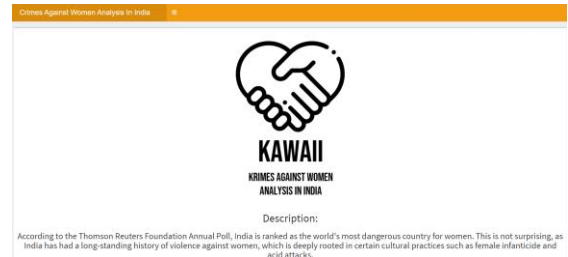 Crimes Against Women Analysis In India
KAWAII
KRIMES AGAINST WOMEN
ANALYSIS IN INDIA
Description:
According to the Thomson Reuters Foundation Annual Poll, India is ranked as the world's most dangerous country for women. This is not surprising, as
India has had a long-standing history of violence against women, which is deeply rooted in certain cultural practices such as female infanticide and
acid attacks.